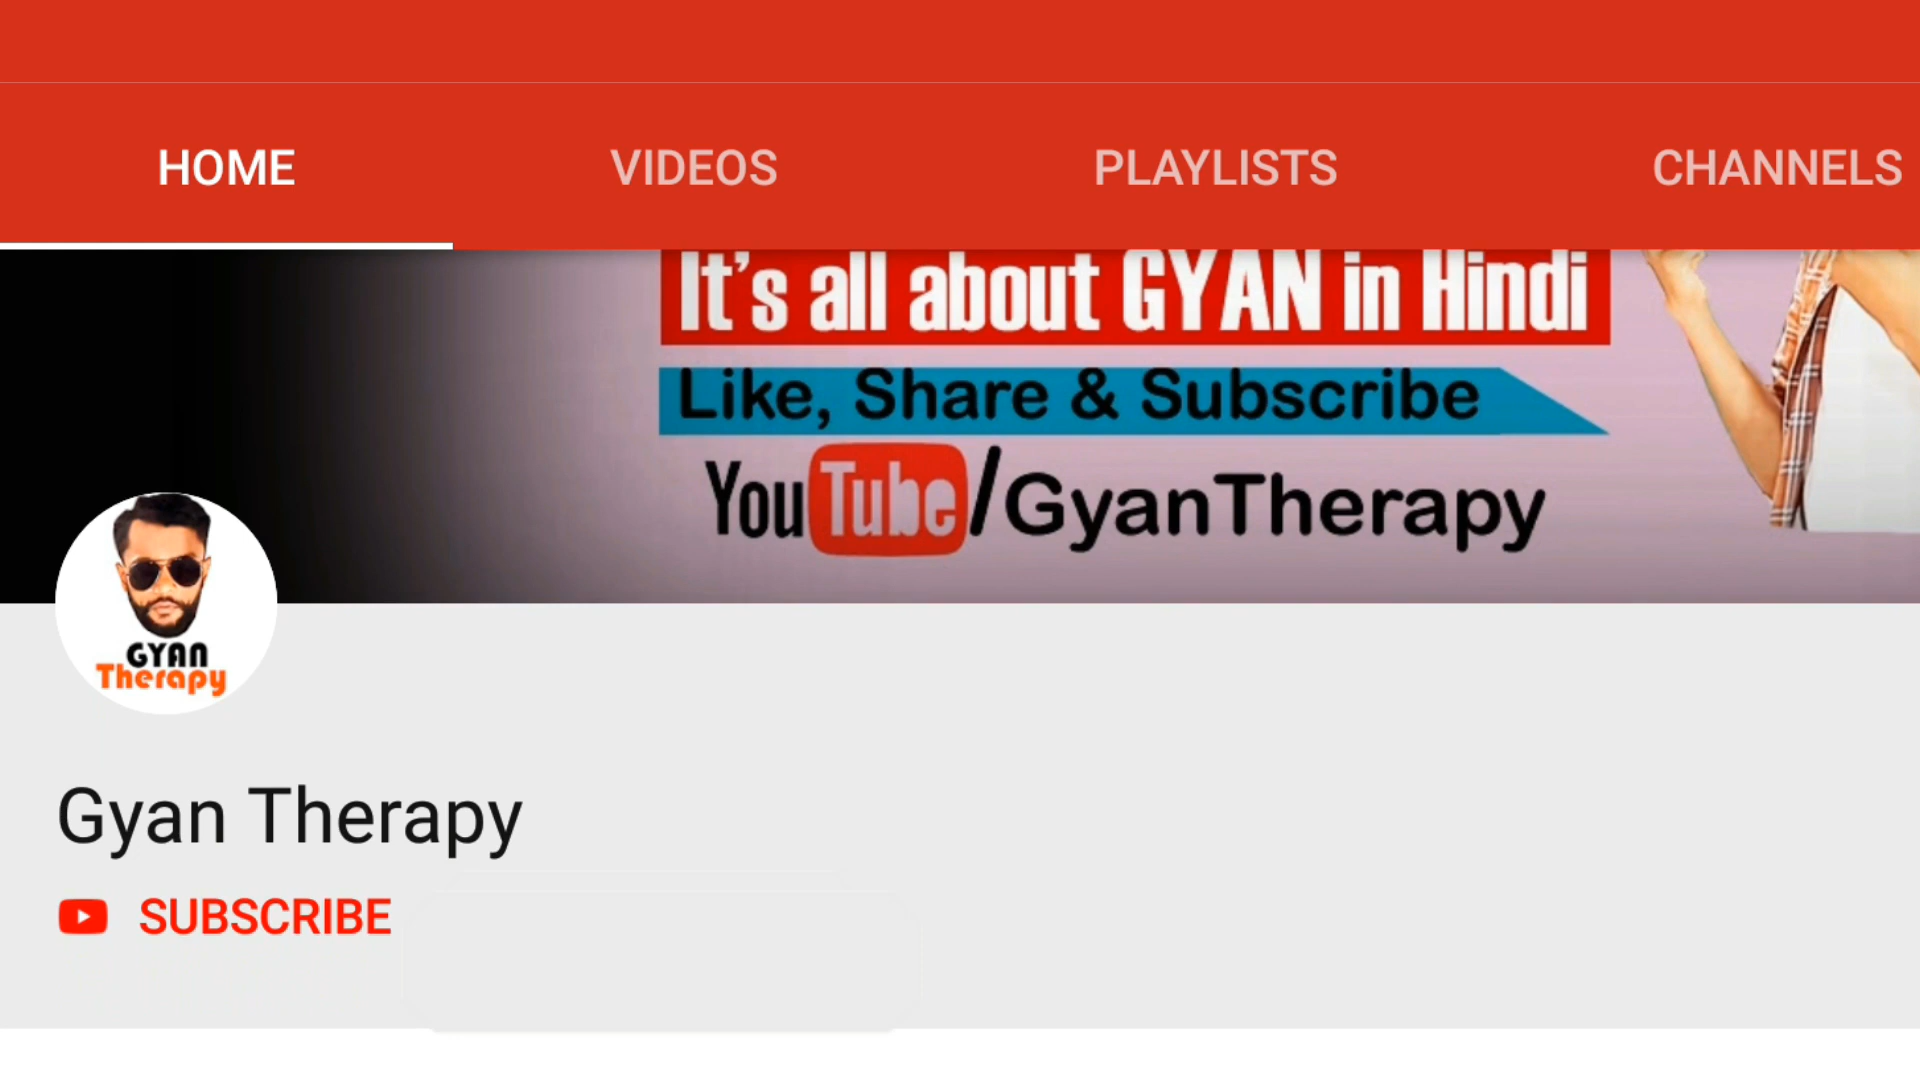 HOME VIDEOS PLAYLISTS CHANNELS
It's all about GYAN in Hindi
Like, Share & Subscribe
YouTube/GyanTherapy
GYAN
Therapy
Gyan Therapy
SUBSCRIBE